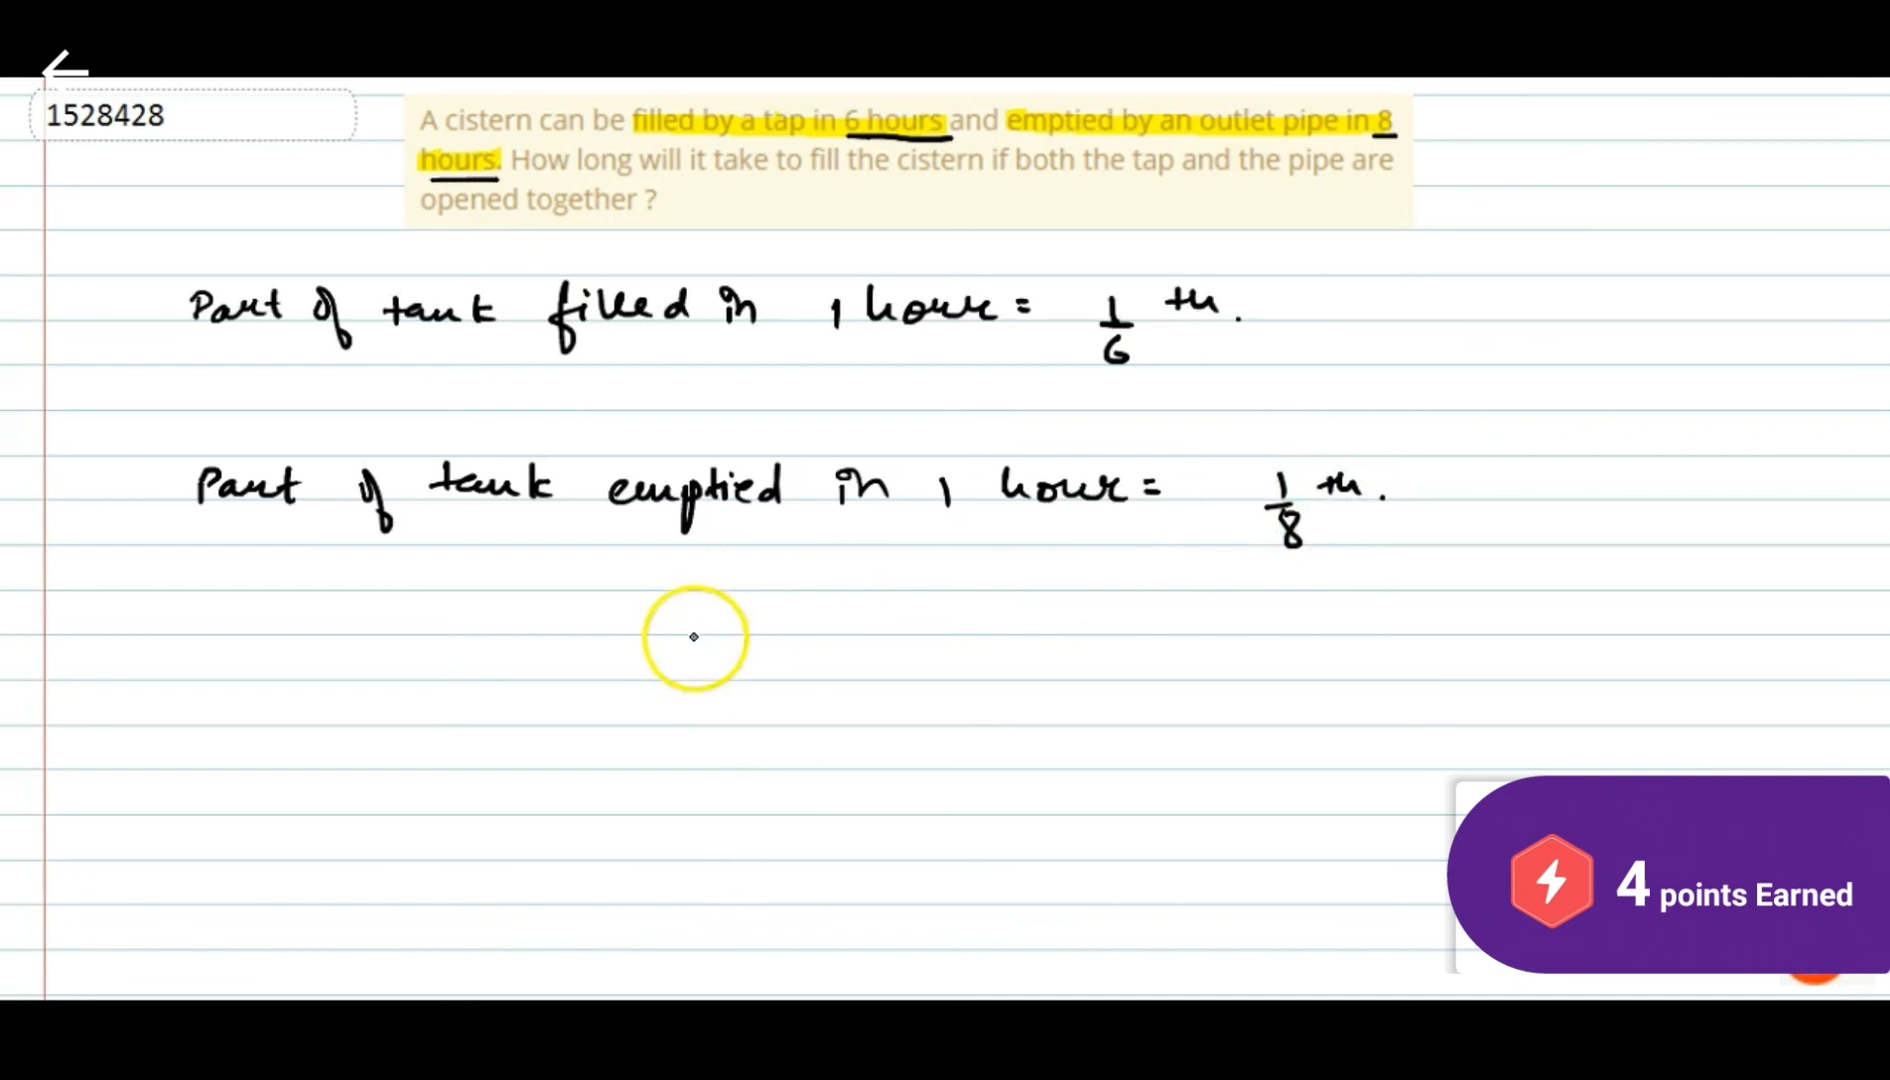 1528428
A cistern can be filled by a tap in 6 hours and emptied by an outlet pipe in 8
hours. How long will it take to fill the cistern if both the tap and the pipe are
opened together ?
Part of tank filled in 1 hour = 1/6 th.
Part of tank emptied in 1 hour = 1/8 th.
4 points Earned